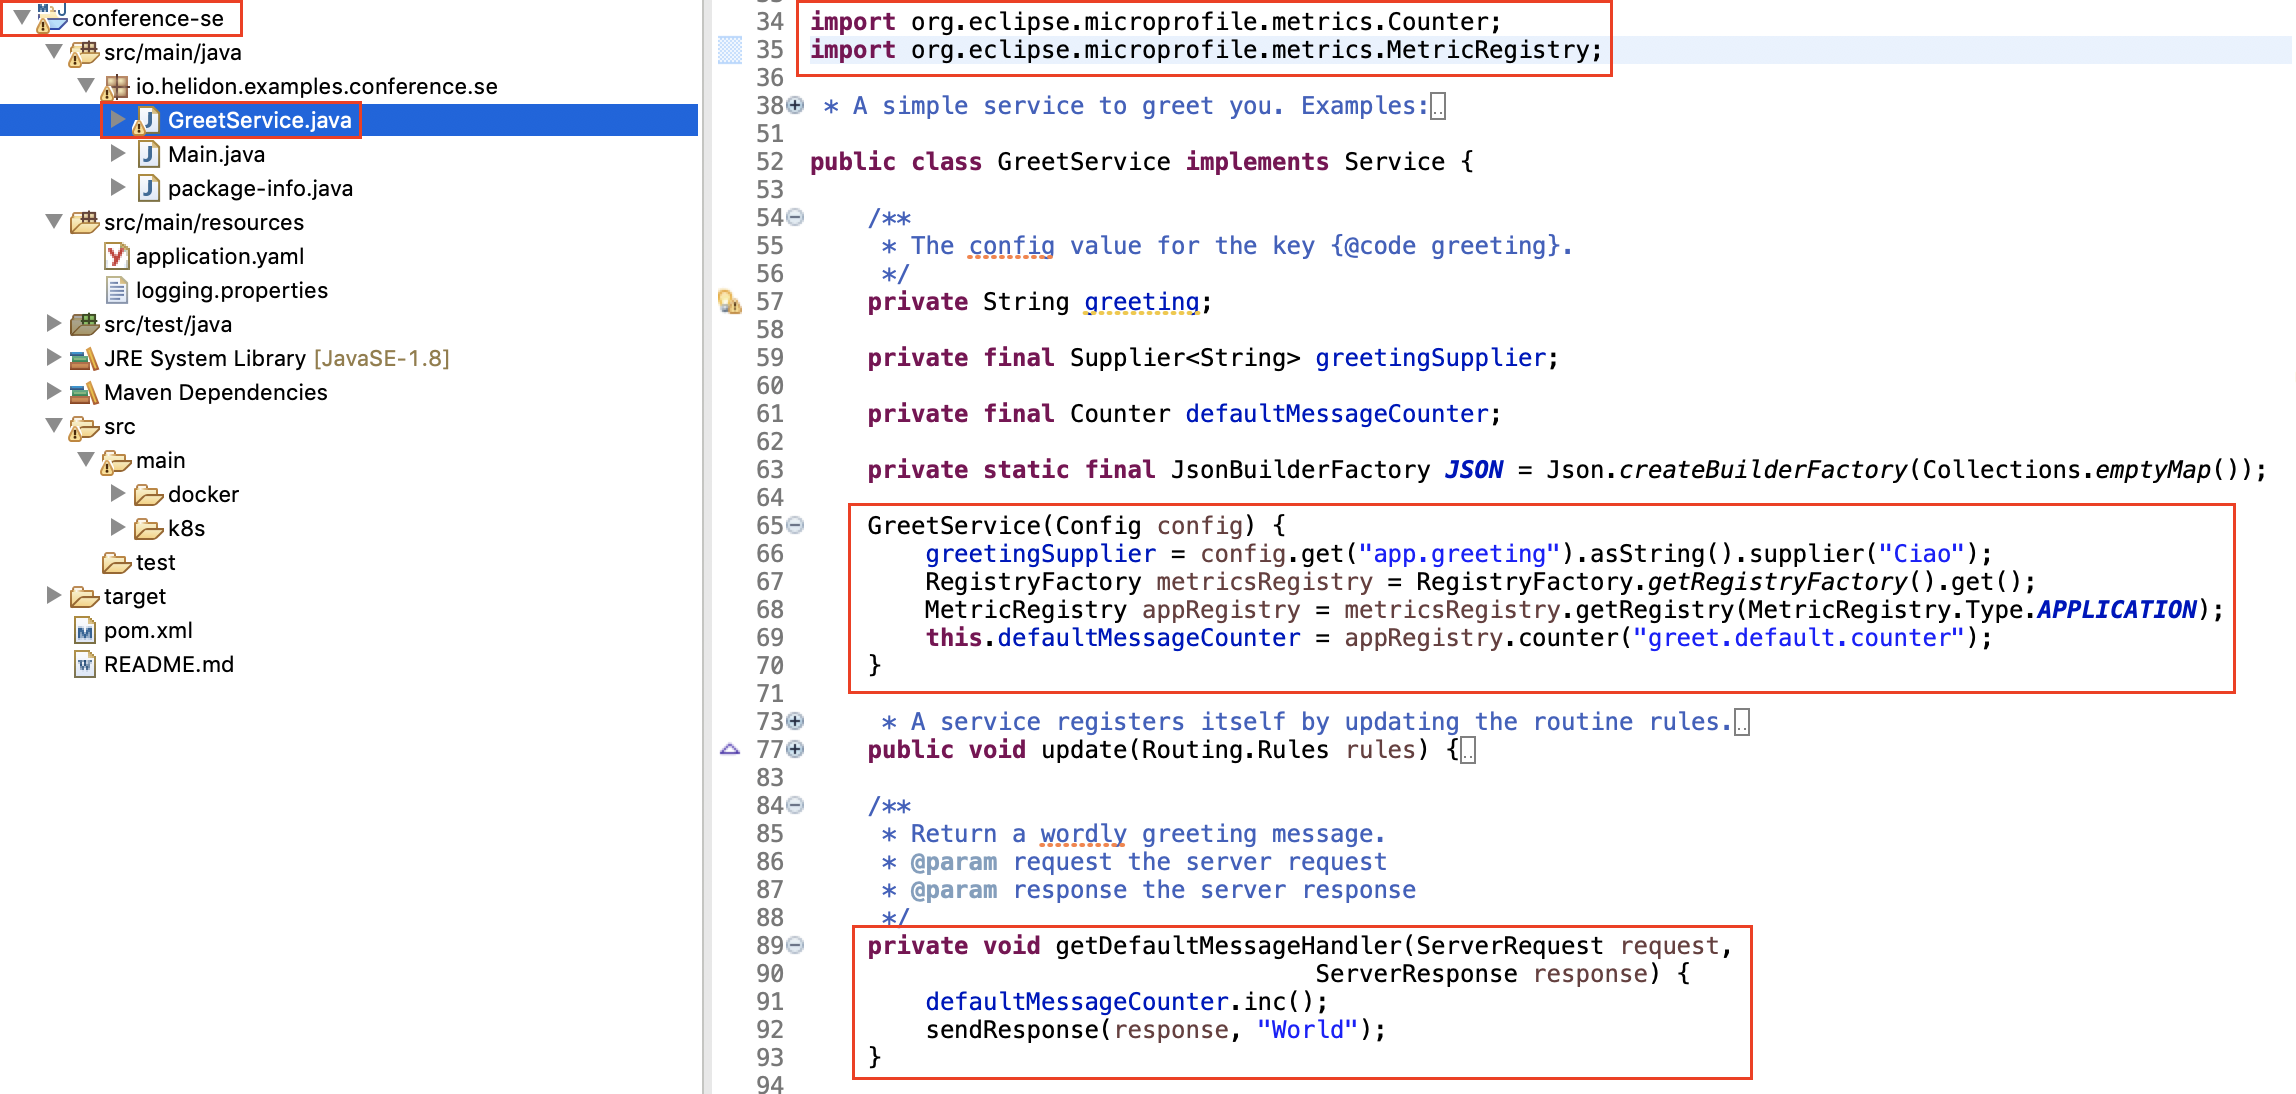 conference-se
src/main/java
io.helidon.examples.conference.se
GreetService.java
Main.java
package-info.java
src/main/resources
application.yaml
logging.properties
src/test/java
JRE System Library [JavaSE-1.8]
Maven Dependencies
src
main
docker
k8s
test
target
pom.xml
README.md
34 import org.eclipse.microprofile.metrics.Counter;
35 import org.eclipse.microprofile.metrics.MetricRegistry;
36
38 * A simple service to greet you. Examples:..
51
52 public class GreetService implements Service {
53
54 /**
55 * The config value for the key {@code greeting}.
56 */
57 private String greeting;
58
59 private final Supplier<String> greetingSupplier;
60
61 private final Counter defaultMessageCounter;
62
63 private static final JsonBuilderFactory JSON = Json.createBuilderFactory(Collections.emptyMap());
64
65 GreetService(Config config) {
66 greetingSupplier = config.get("app.greeting").asString().supplier("Ciao");
67 RegistryFactory metricsRegistry = RegistryFactory.getRegistryFactory().get();
68 MetricRegistry appRegistry = metricsRegistry.getRegistry(MetricRegistry.Type.APPLICATION);
69 this.defaultMessageCounter = appRegistry.counter("greet.default.counter");
70 }
71
73 * A service registers itself by updating the routine rules...
77 public void update(Routing.Rules rules) {..
83
84 /**
85 * Return a wordly greeting message.
86 * @param request the server request
87 * @param response the server response
88 */
89 private void getDefaultMessageHandler(ServerRequest request,
90 ServerResponse response) {
91 defaultMessageCounter.inc();
92 sendResponse(response, "World");
93 }
94